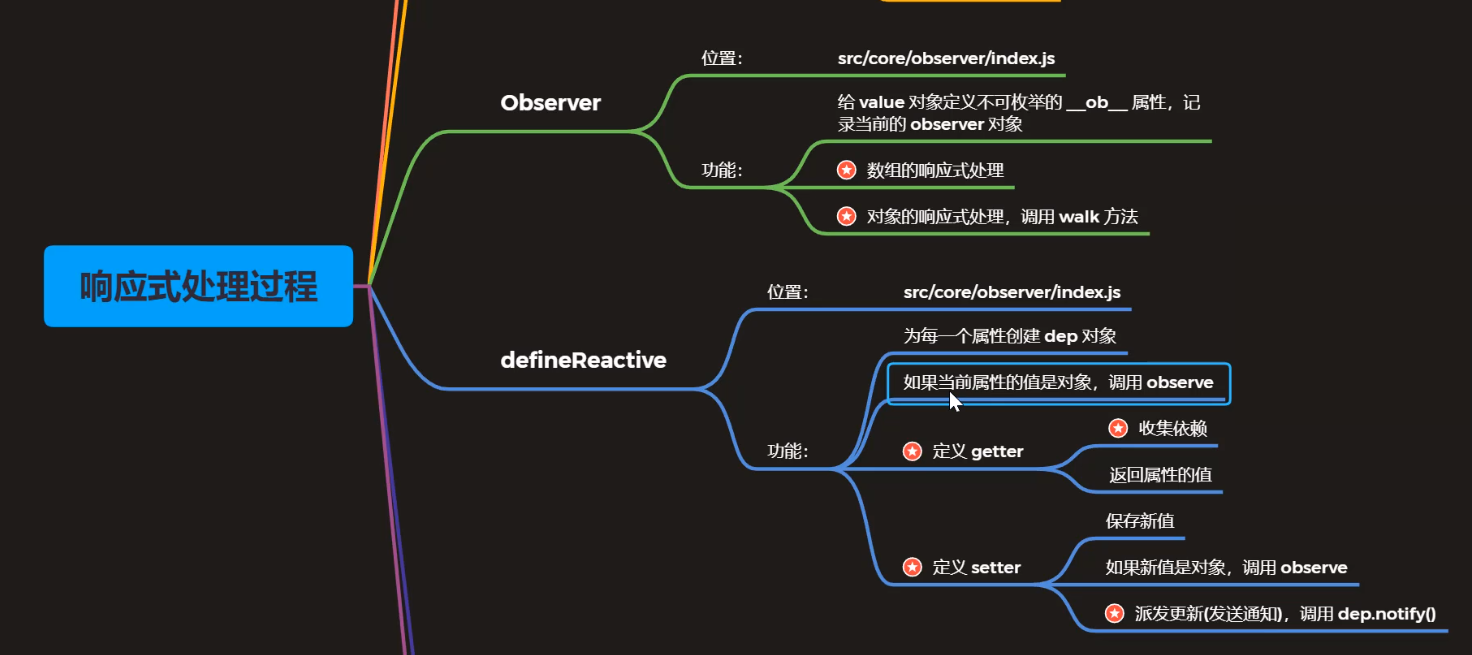 响应式处理过程
Observer
位置：
src/core/observer/index.js
功能：
给 value 对象定义不可枚举的 __ob__ 属性，记
录当前的 observer 对象
数组的响应式处理
对象的响应式处理，调用 walk 方法
defineReactive
位置：
src/core/observer/index.js
功能：
为每一个属性创建 dep 对象
如果当前属性的值是对象，调用 observe
定义 getter
收集依赖
返回属性的值
定义 setter
保存新值
如果新值是对象，调用 observe
派发更新(发送通知)，调用 dep.notify()